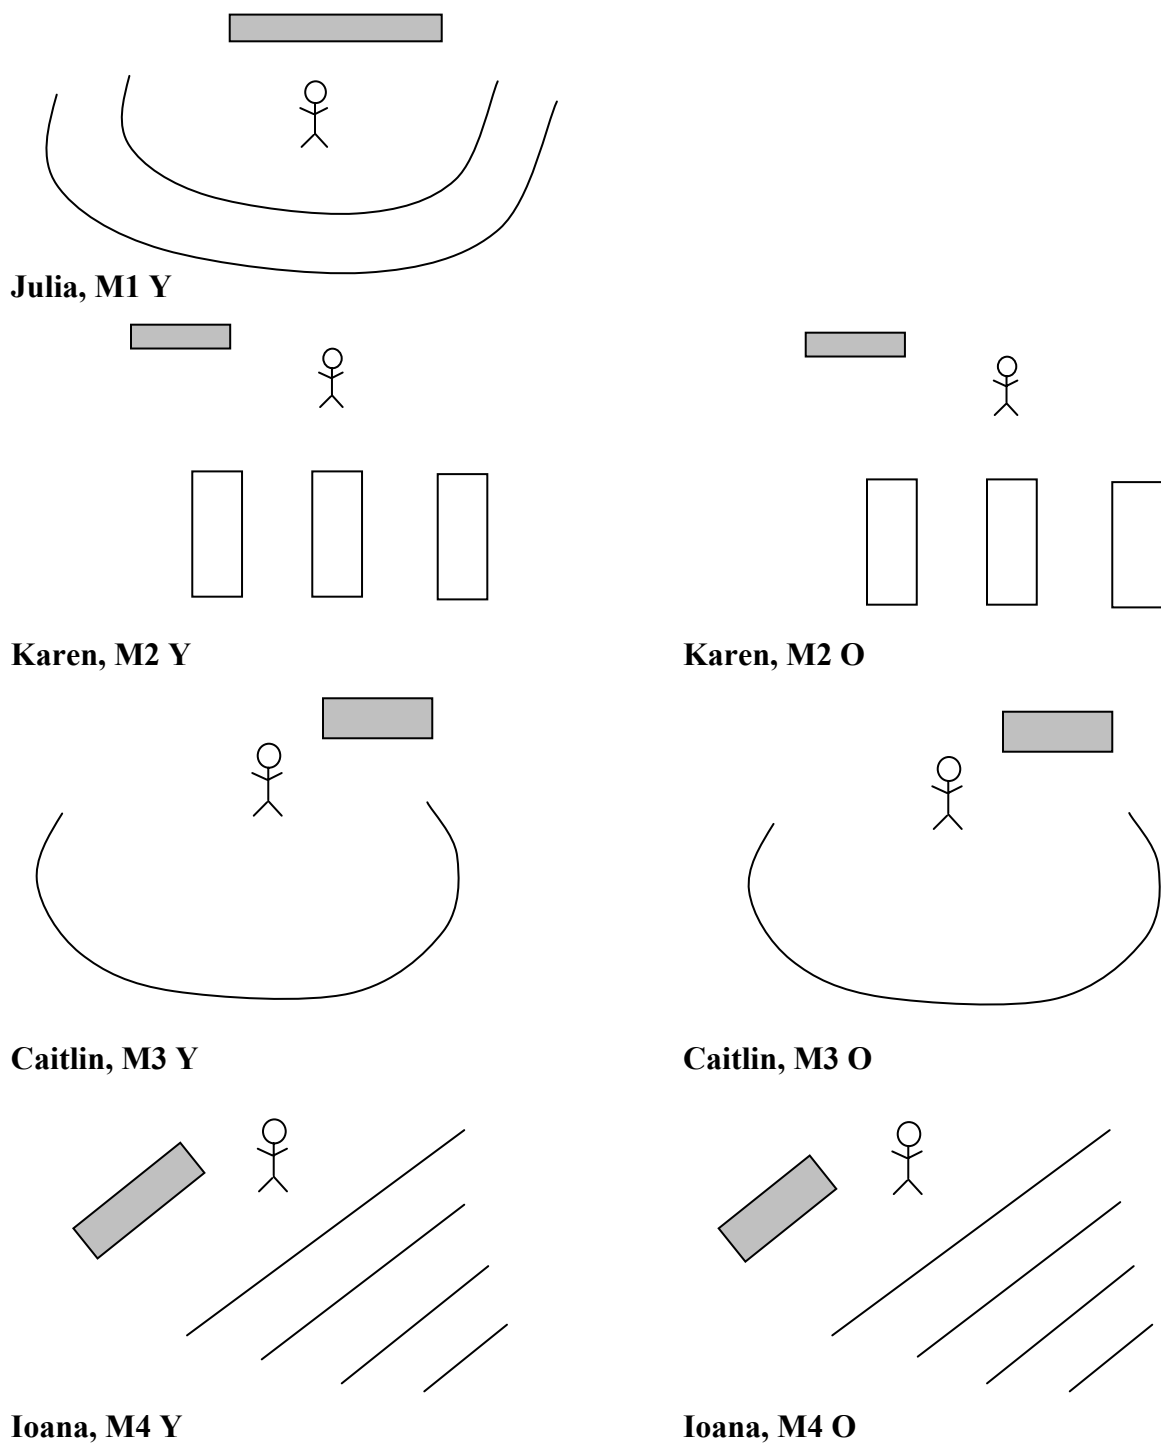 Julia, M1 Y
Karen, M2 Y
Karen, M2 O
Caitlin, M3 Y
Caitlin, M3 O
Ioana, M4 Y
Ioana, M4 O